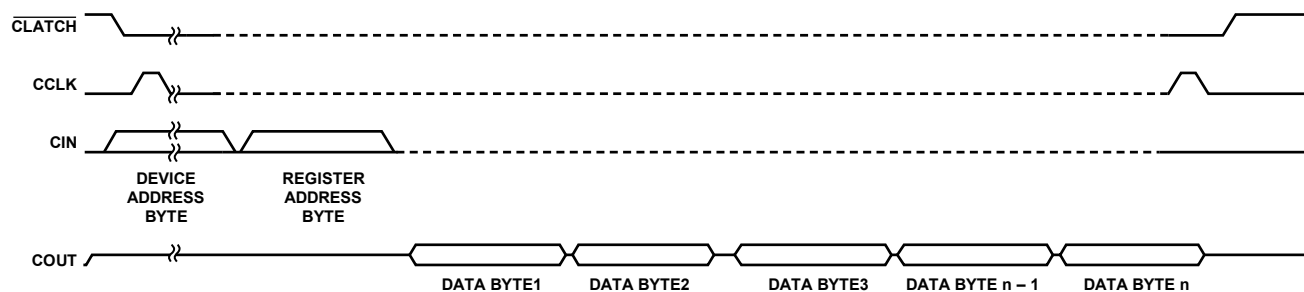 CLATCH
CCLK
CIN
DEVICE
ADDRESS
BYTE
REGISTER
ADDRESS
BYTE
COUT
DATA BYTE1
DATA BYTE2
DATA BYTE3
DATA BYTE n – 1
DATA BYTE n